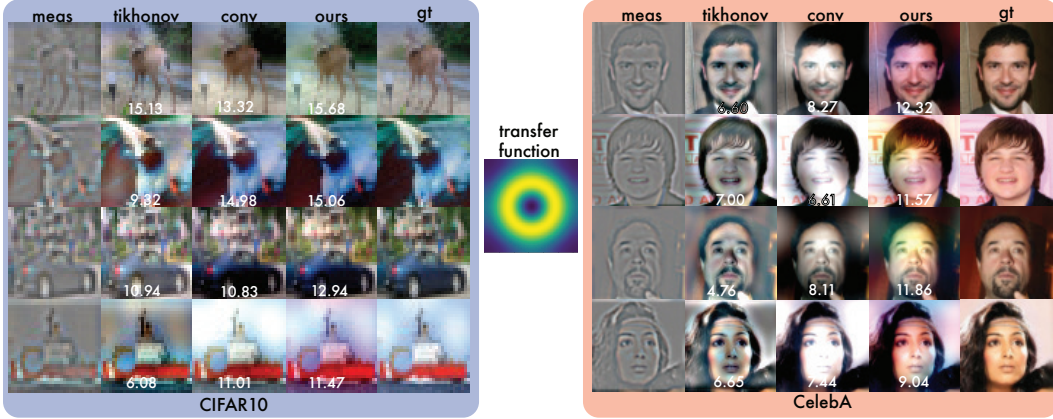 meas tikhonov conv ours gt
15.13 13.32 15.68
9.32 14.98 15.06
10.94 10.83 12.94
6.08 11.01 11.47
CIFAR10
transfer
function
meas tikhonov conv ours gt
6.60 8.27 12.32
7.00 6.61 11.57
4.76 8.11 11.86
6.65 7.44 9.04
CelebA